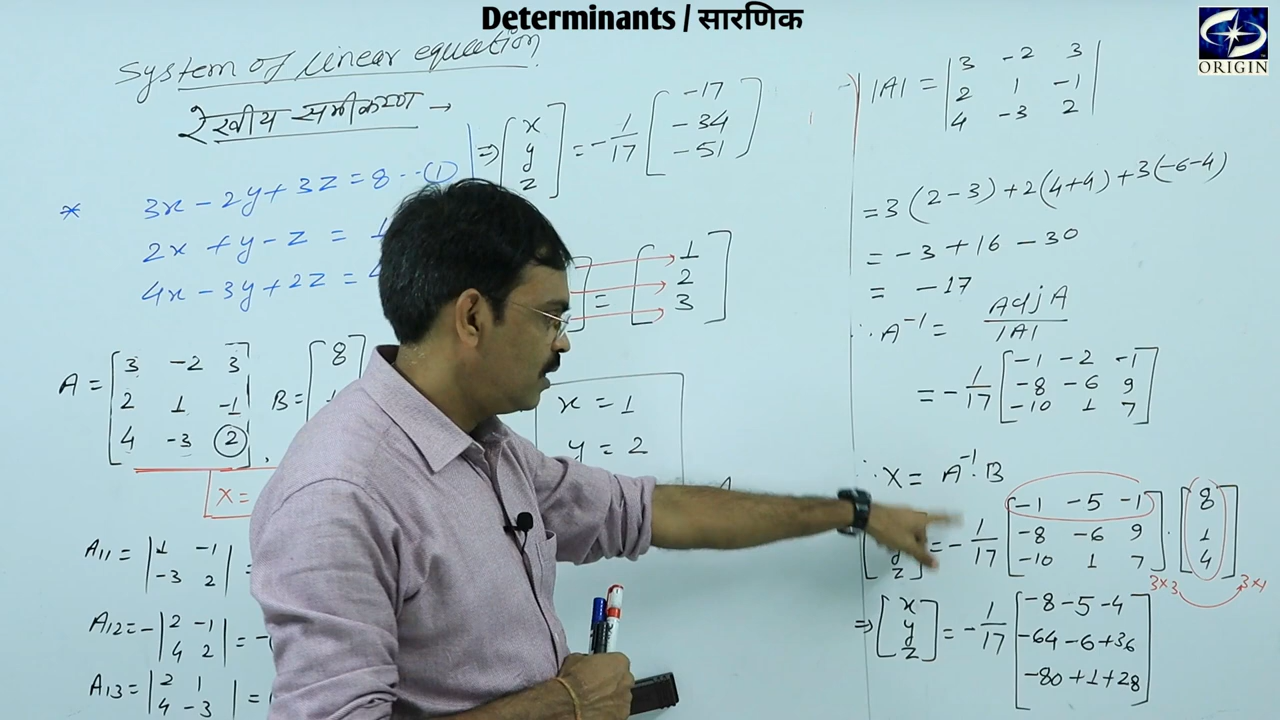 Determinants / सारणिक
ORIGIN
System of linear equation
रेखीय समीकरण →
* 3x - 2y + 3z = 8 -- ①
2x + y - z = 1
4x - 3y + 2z = 4
A = [3 -2 3
2 1 -1
4 -3 2], B = [8
x =
A11 = |1 -1
-3 2| =
A12 = - |2 -1
4 2| = -
A13 = |2 1
4 -3| =
⇒ [x
y
z] = - 1/17 [-17
-34
-51]
= [1
2
3]
x = 1
y = 2
|A| = |3 -2 3
2 1 -1
4 -3 2|
= 3(2-3) + 2(4+4) + 3(-6-4)
= -3 + 16 - 30
= -17
∴ A⁻¹ = Adj A / |A|
= - 1/17 [-1 -2 -1
-8 -6 9
-10 1 7]
∴ X = A⁻¹. B
z] = - 1/17 [-1 -5 -1
-8 -6 9
-10 1 7] . [8
1
4]
3x3 3x1
⇒ [x
y
z] = - 1/17 [-8 -5 -4
-64 -6 +36
-80 +1 +28]